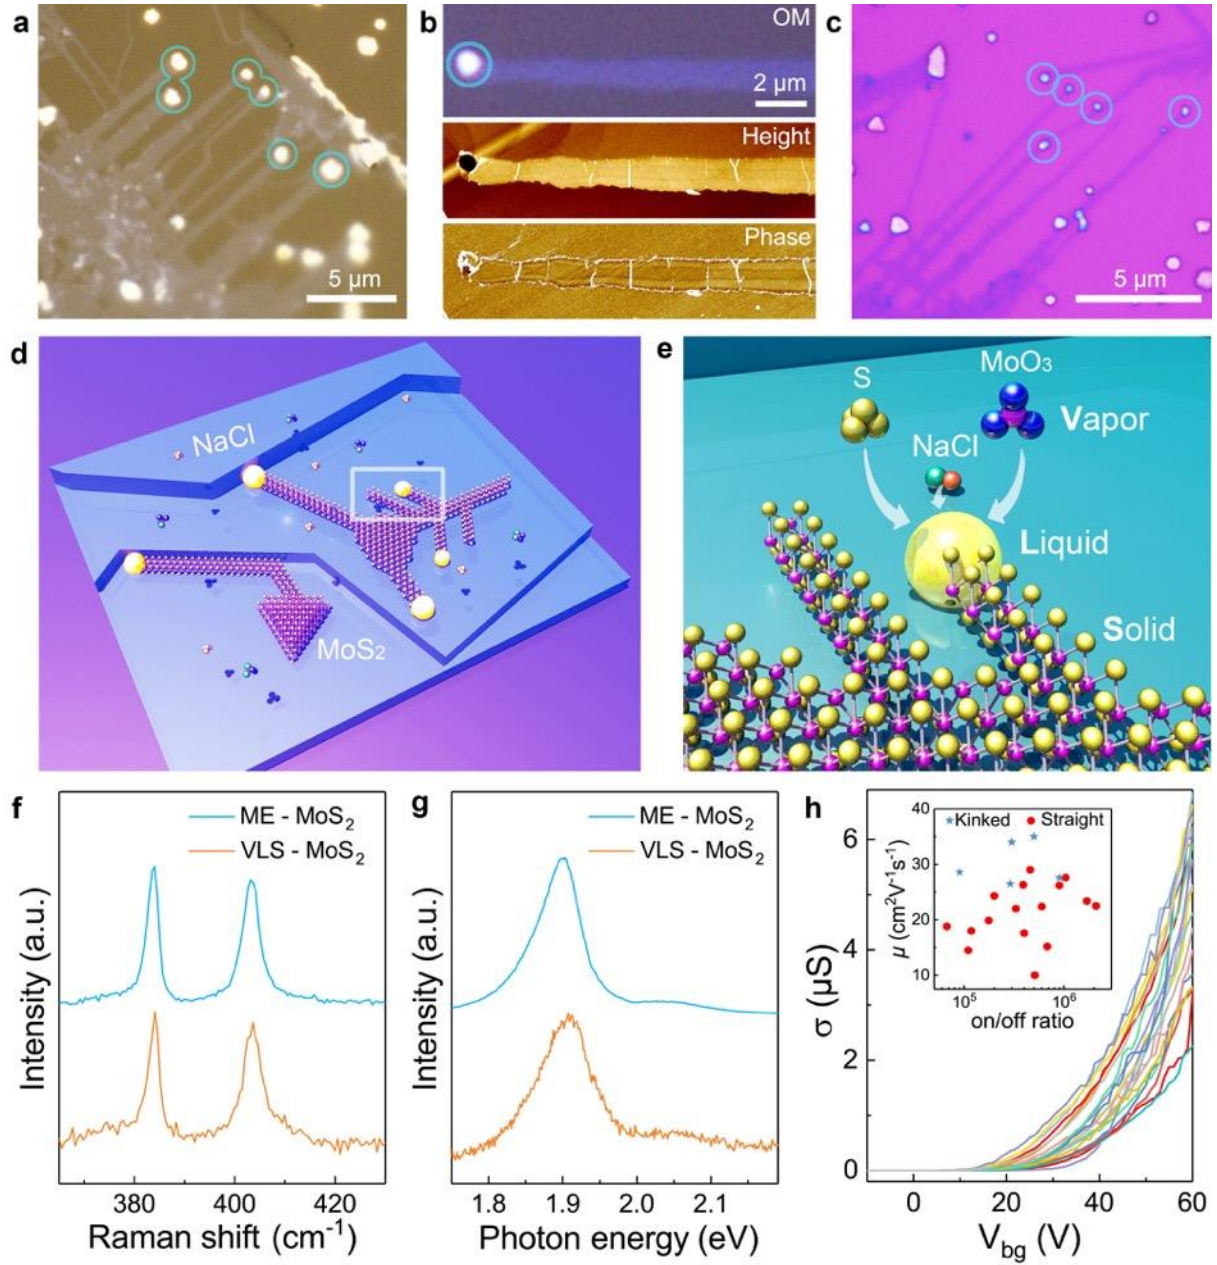 a
5 μm
b
OM
2 μm
Height
Phase
c
5 μm
d
NaCl
MoS₂
e
S
MoO₃
NaCl
Vapor
Liquid
Solid
f
ME - MoS₂
VLS - MoS₂
Intensity (a.u.)
380 400 420
Raman shift (cm⁻¹)
g
ME - MoS₂
VLS - MoS₂
Intensity (a.u.)
1.8 1.9 2.0 2.1
Photon energy (eV)
h
σ (μS)
6
4
2
0
0 20 40 60
V_bg (V)
Kinked Straight
μ (cm²V⁻¹s⁻¹)
40
30
20
10
10⁵ 10⁶
on/off ratio